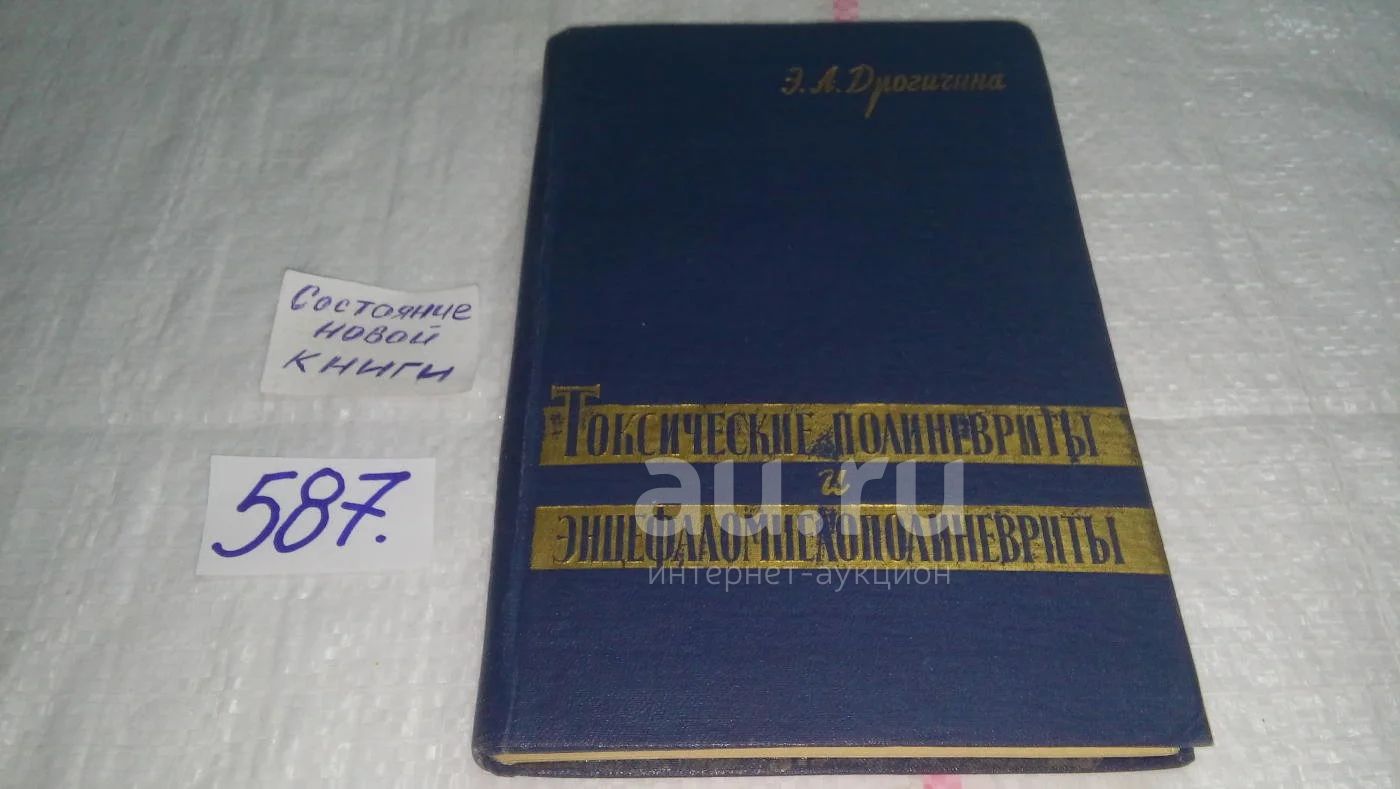 Э. А. Дрогичина
Состояние
новой
книги
587.
Токсические полиневриты
и
энцефаломиелополиневриты
au.ru
интернет-аукцион